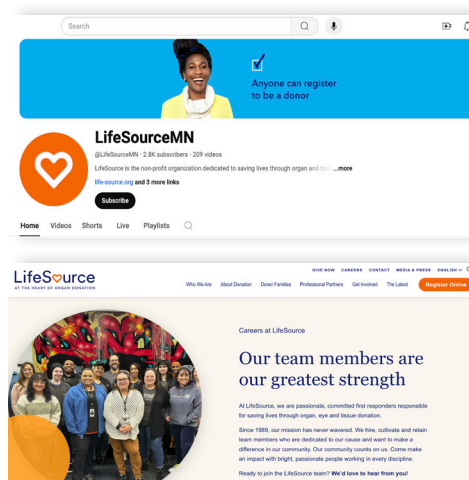 Search
Anyone can register
to be a donor
LifeSourceMN
@LifeSourceMN · 2.8K subscribers · 209 videos
LifeSource is the non-profit organization dedicated to saving lives through organ and ...more
life-source.org and 3 more links
Subscribe
Home Videos Shorts Live Playlists
GIVE NOW CAREERS CONTACT MEDIA & PRESS ENGLISH
LifeSource
AT THE HEART OF ORGAN DONATION
Who We Are About Donation Donor Families Professional Partners Get Involved The Latest Register Online
Careers at LifeSource
Our team members are
our greatest strength
At LifeSource, we are passionate, committed first responders responsible
for saving lives through organ, eye and tissue donation.
Since 1989, our mission has never wavered. We hire, cultivate and retain
team members who are dedicated to our cause and want to make a
difference in our community. Our community counts on us. Come make
an impact with bright, passionate people working in every discipline.
Ready to join the LifeSource team? We'd love to hear from you!